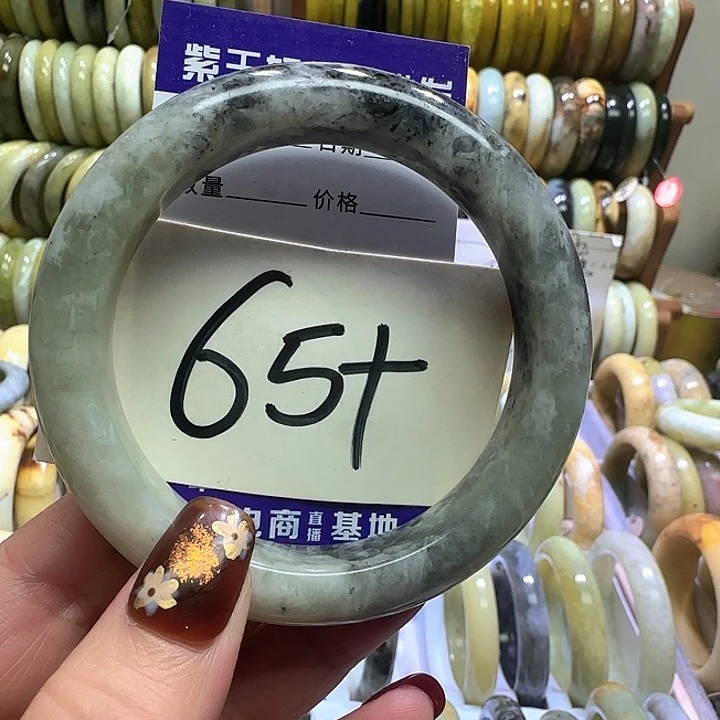 紫玉
日期
数量 价格
65+
电商直播基地